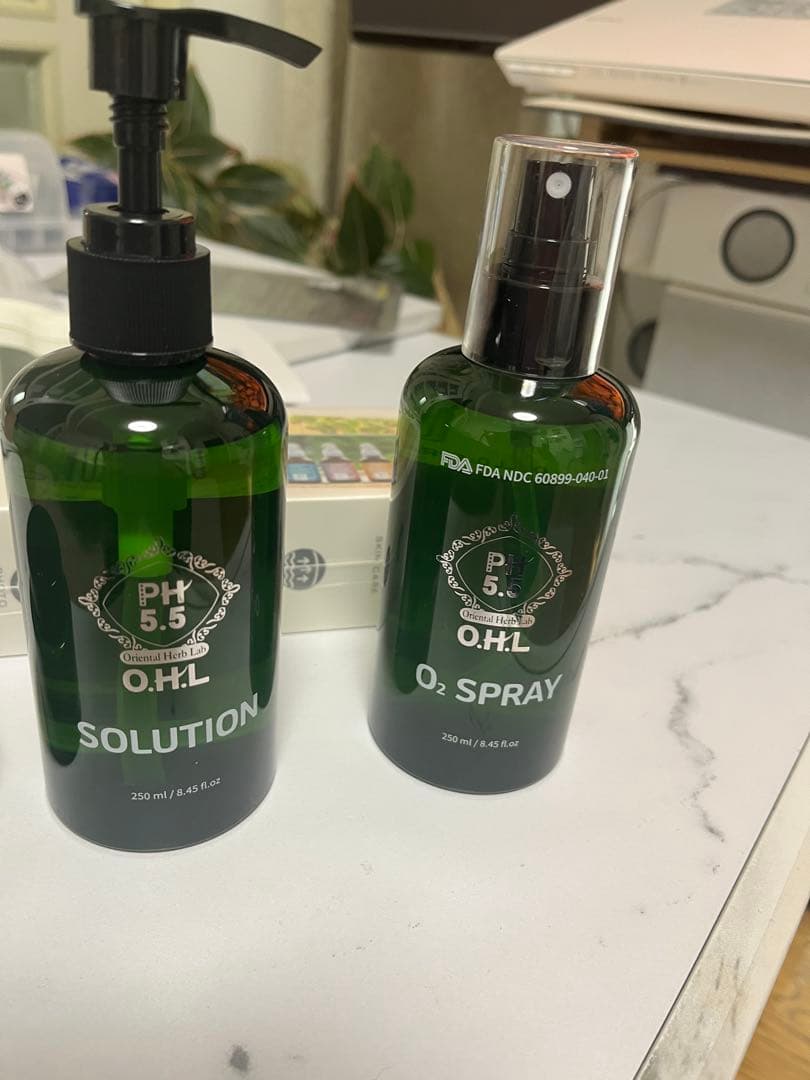 PH
5.5
Oriental Herb Lab
O.H.L
SOLUTION
250 ml / 8.45 fl.oz
FDA FDA NDC 60899-040-01
PH
5.5
Oriental Herb Lab
O.H.L
O₂ SPRAY
250 ml / 8.45 fl.oz